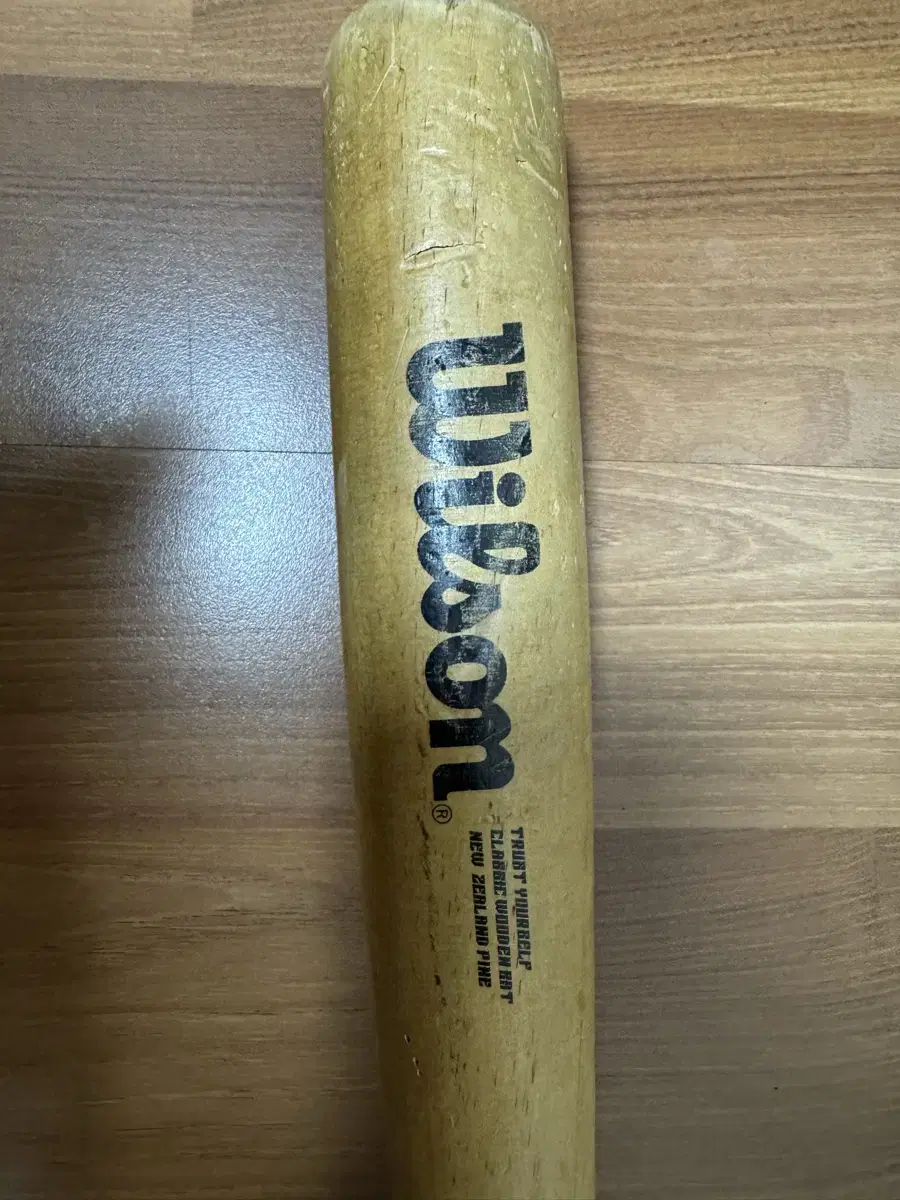 Wilson®
TRUST YOURSELF
CLASSIC WOODEN BAT
NEW ZEALAND PINE